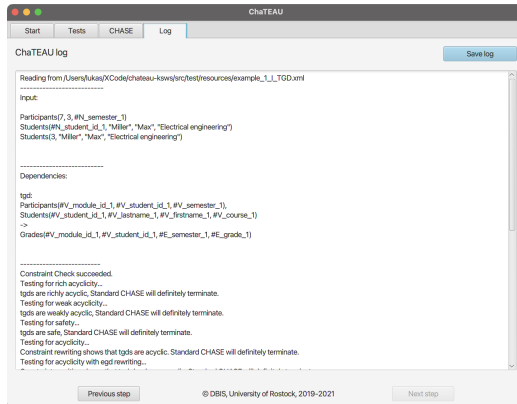 ChaTEAU
Start Tests CHASE Log
ChaTEAU log
Save log
Reading from /Users/lukas/XCode/chateau-ksws/src/test/resources/example_1_I_TGD.xml
--------------------------
Input:
Participants(7, 3, #N_semester_1)
Students(#N_student_id_1, "Miller", "Max", "Electrical engineering")
Students(3, "Miller", "Max", "Electrical engineering")
--------------------------
Dependencies:
tgd:
Participants(#V_module_id_1, #V_student_id_1, #V_semester_1),
Students(#V_student_id_1, #V_lastname_1, #V_firstname_1, #V_course_1)
->
Grades(#V_module_id_1, #V_student_id_1, #E_semester_1, #E_grade_1)
-------------------------
Constraint Check succeeded.
Testing for rich acyclicity...
tgds are richly acyclic, Standard CHASE will definitely terminate.
Testing for weak acyclicity...
tgds are weakly acyclic, Standard CHASE will definitely terminate.
Testing for safety...
tgds are safe, Standard CHASE will definitely terminate.
Testing for acyclicity...
Constraint rewriting shows that tgds are acyclic. Standard CHASE will definitely terminate.
Testing for acyclicity with egd rewriting...
Previous step © DBIS, University of Rostock, 2019-2021 Next step